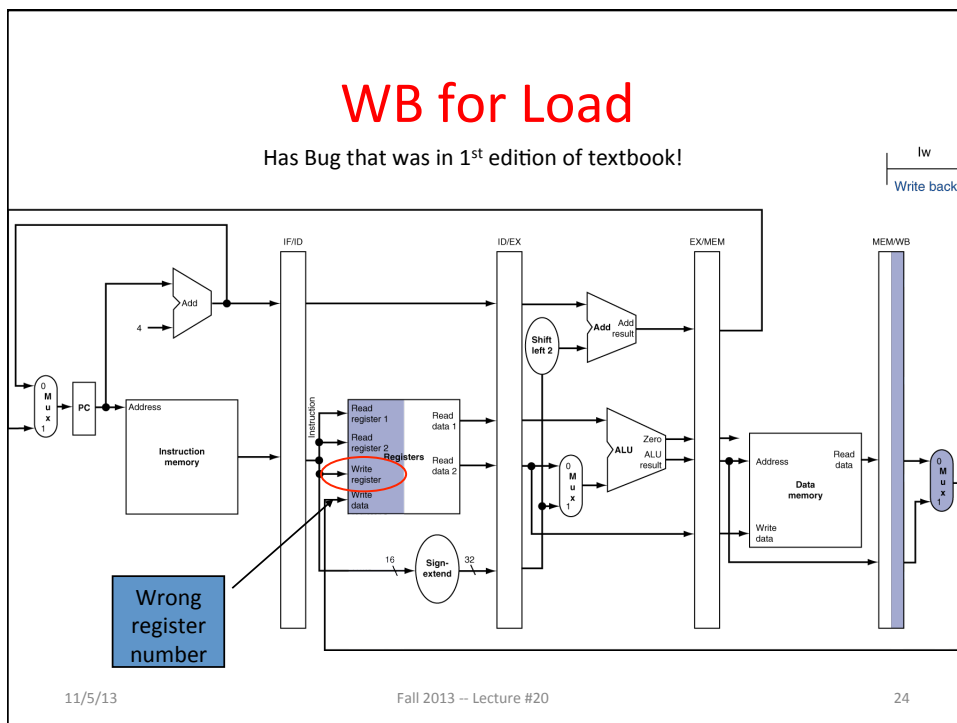 WB for Load
Has Bug that was in 1st edition of textbook!
lw
Write back
IF/ID
ID/EX
EX/MEM
MEM/WB
Add
4
Shift
left 2
Add
Add
result
0
M
u
x
1
PC
Address
Instruction
memory
Instruction
Read
register 1
Read
register 2
Registers
Write
register
Write
data
Read
data 1
Read
data 2
0
M
u
x
1
Zero
ALU
ALU
result
Address
Read
data
Data
memory
Write
data
0
M
u
x
1
16
Sign-
extend
32
Wrong
register
number
11/5/13
Fall 2013 -- Lecture #20
24